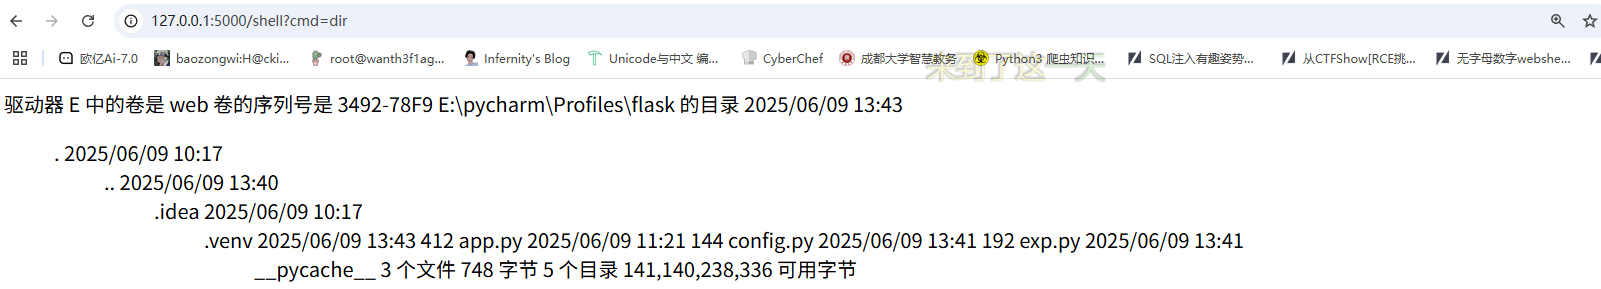 127.0.0.1:5000/shell?cmd=dir
欧亿Ai-7.0 baozongwi:H@cki... root@wanth3f1ag... Infernity's Blog Unicode与中文 编... CyberChef 成都大学智慧教务 Python3 爬虫知识... SQL注入有趣姿势... 从CTFShow[RCE挑... 无字母数字webshe...
来到了这一天
驱动器 E 中的卷是 web 卷的序列号是 3492-78F9 E:\pycharm\Profiles\flask 的目录 2025/06/09 13:43
. 2025/06/09 10:17
.. 2025/06/09 13:40
.idea 2025/06/09 10:17
.venv 2025/06/09 13:43 412 app.py 2025/06/09 11:21 144 config.py 2025/06/09 13:41 192 exp.py 2025/06/09 13:41
__pycache__ 3 个文件 748 字节 5 个目录 141,140,238,336 可用字节